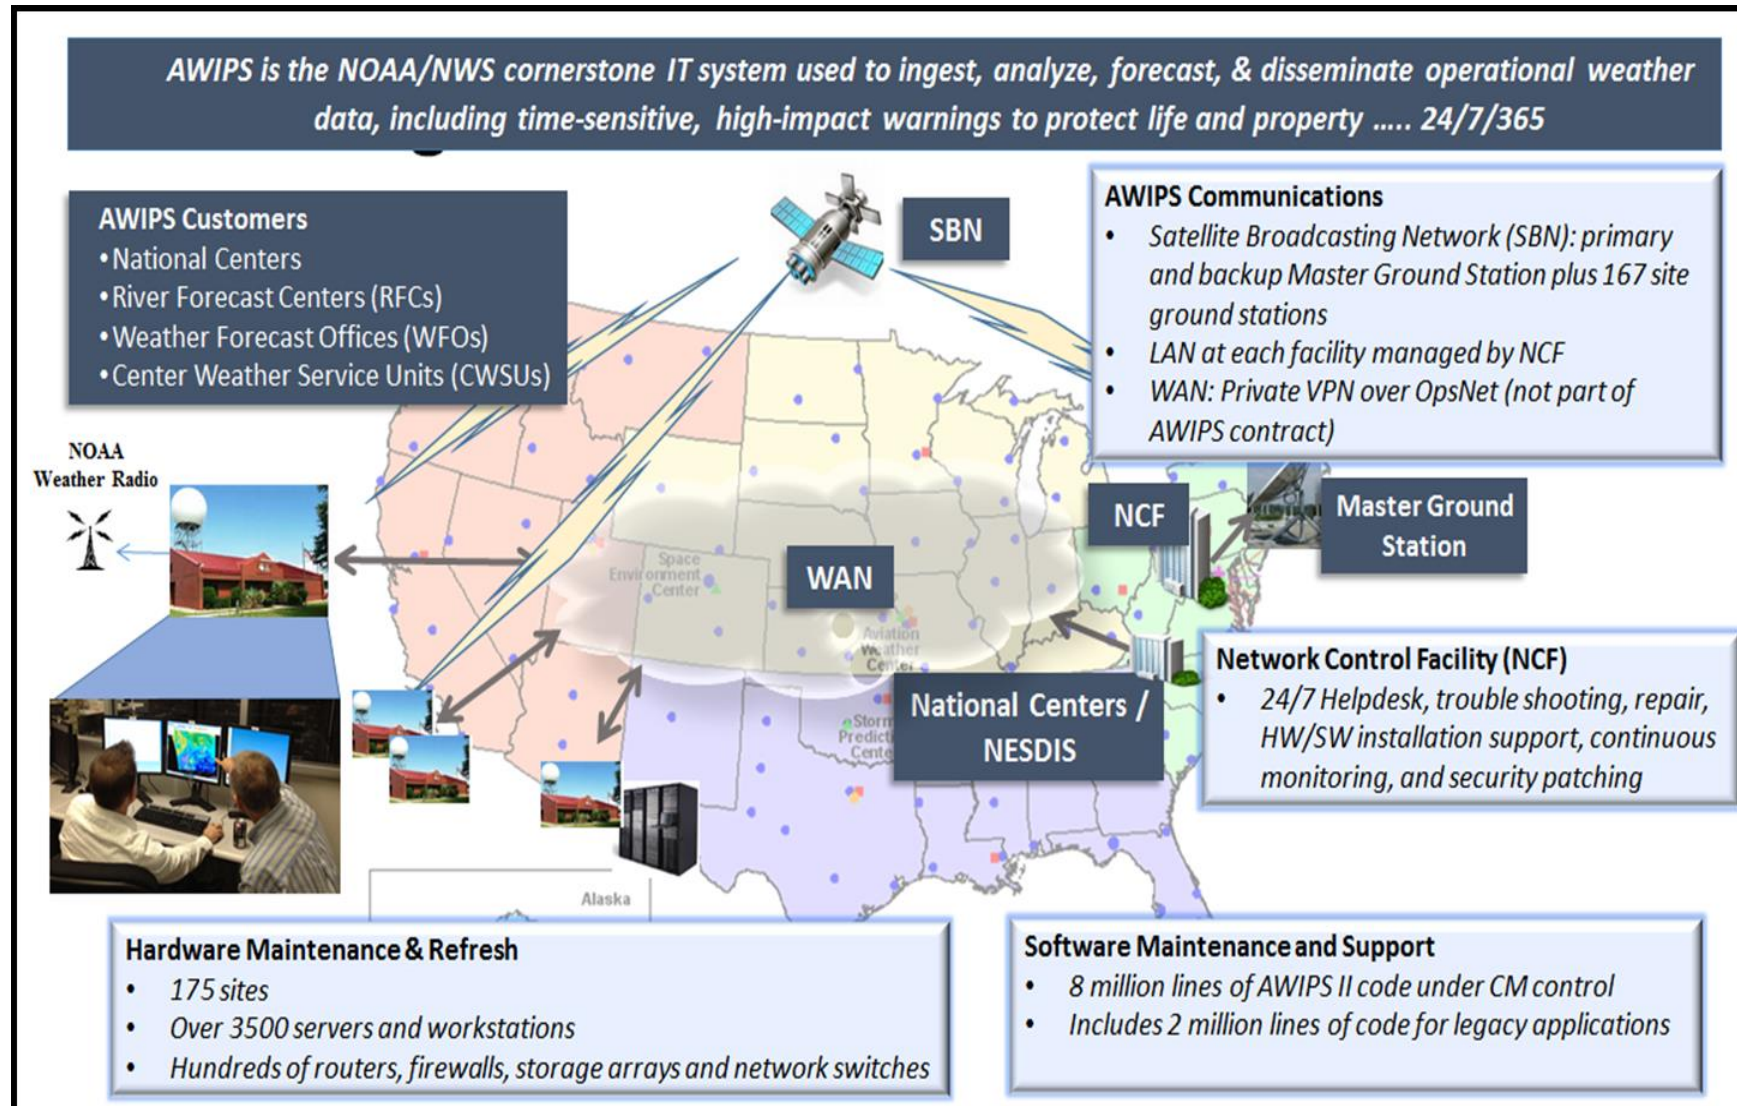 AWIPS is the NOAA/NWS cornerstone IT system used to ingest, analyze, forecast, & disseminate operational weather
data, including time-sensitive, high-impact warnings to protect life and property ..... 24/7/365
AWIPS Customers
• National Centers
• River Forecast Centers (RFCs)
• Weather Forecast Offices (WFOs)
• Center Weather Service Units (CWSUs)
SBN
AWIPS Communications
• Satellite Broadcasting Network (SBN): primary
and backup Master Ground Station plus 167 site
ground stations
• LAN at each facility managed by NCF
• WAN: Private VPN over OpsNet (not part of
AWIPS contract)
NOAA
Weather Radio
NCF
Master Ground
Station
WAN
Space
Environment
Center
Aviation
Weather
Center
Storm
Predictio
Cente
National Centers /
NESDIS
Network Control Facility (NCF)
• 24/7 Helpdesk, trouble shooting, repair,
HW/SW installation support, continuous
monitoring, and security patching
Alaska
Hardware Maintenance & Refresh
• 175 sites
• Over 3500 servers and workstations
• Hundreds of routers, firewalls, storage arrays and network switches
Software Maintenance and Support
• 8 million lines of AWIPS II code under CM control
• Includes 2 million lines of code for legacy applications